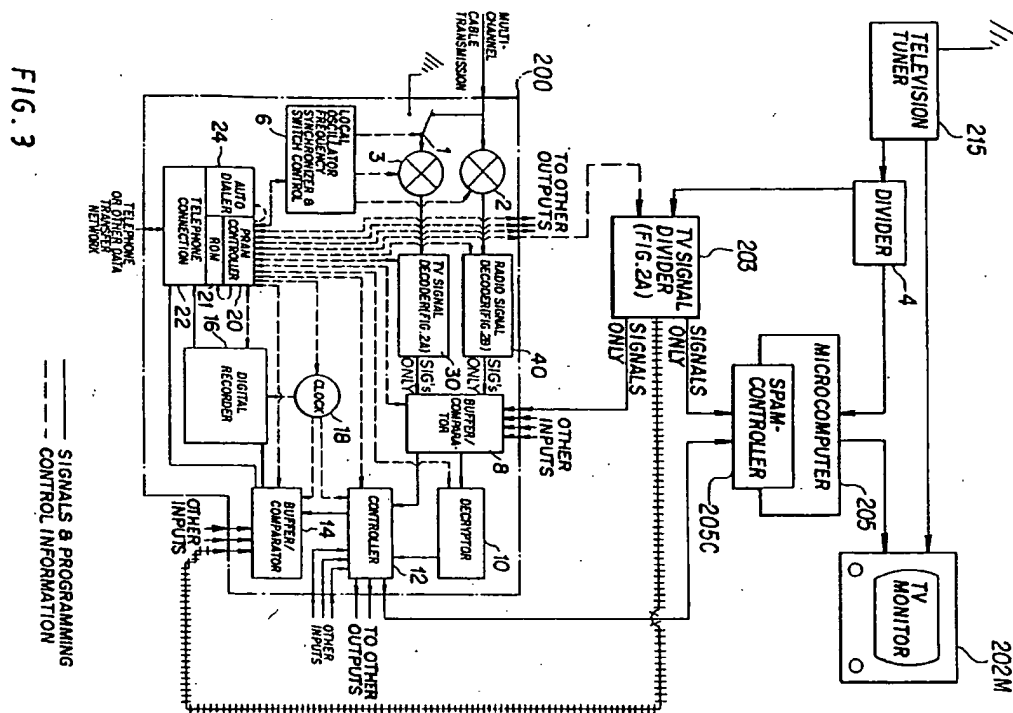 TELEVISION
TUNER
215
DIVIDER
4
TV SIGNAL
DIVIDER
(FIG. 2A)
203
SIGNALS
ONLY
SIGNALS
ONLY
MICROCOMPUTER
205
SPAM-
CONTROLLER
205C
TV
MONITOR
202M
MULTI-
CHANNEL
CABLE
TRANSMISSION
200
1
2
3
LOCAL
OSCILLATOR
FREQUENCY
SYNCHRONIZER &
SWITCH CONTROL
6
TO OTHER
OUTPUTS
RADIO SIGNAL
DECODER (FIG. 2B)
40
TV SIGNAL
DECODER (FIG. 2A)
30
SIG's
ONLY
SIG's
ONLY
OTHER
INPUTS
BUFFER/
COMPARA-
TOR
8
DECRYPTOR
10
CONTROLLER
12
TO OTHER
OUTPUTS
OTHER
INPUTS
CLOCK
18
BUFFER/
COMPARATOR
14
OTHER
INPUTS
DIGITAL
RECORDER
16
24
AUTO
DIALER
PRAM
CONTROLLER
20
ROM
21
TELEPHONE
CONNECTION
22
TELEPHONE
OR OTHER DATA
TRANSFER
NETWORK
SIGNALS & PROGRAMMING
CONTROL INFORMATION
FIG. 3